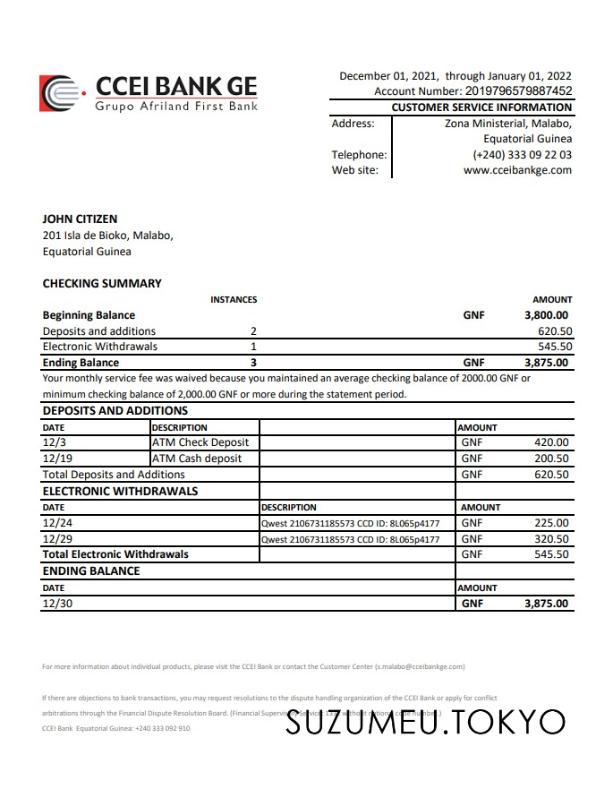 CCEI BANK GE
Grupo Afriland First Bank
December 01, 2021, through January 01, 2022
Account Number: 2019796579887452
CUSTOMER SERVICE INFORMATION
Address: Zona Ministerial, Malabo,
Equatorial Guinea
Telephone: (+240) 333 09 22 03
Web site: www.cceibankge.com
JOHN CITIZEN
201 Isla de Bioko, Malabo,
Equatorial Guinea
CHECKING SUMMARY
INSTANCES AMOUNT
Beginning Balance GNF 3,800.00
Deposits and additions 2 620.50
Electronic Withdrawals 1 545.50
Ending Balance 3 GNF 3,875.00
Your monthly service fee was waived because you maintained an average checking balance of 2000.00 GNF or
minimum checking balance of 2,000.00 GNF or more during the statement period.
DEPOSITS AND ADDITIONS
DATE DESCRIPTION AMOUNT
12/3 ATM Check Deposit GNF 420.00
12/19 ATM Cash deposit GNF 200.50
Total Deposits and Additions GNF 620.50
ELECTRONIC WITHDRAWALS
DATE DESCRIPTION AMOUNT
12/24 Qwest 2106731185573 CCD ID: 8L065p4177 GNF 225.00
12/29 Qwest 2106731185573 CCD ID: 8L065p4177 GNF 320.50
Total Electronic Withdrawals GNF 545.50
ENDING BALANCE
DATE AMOUNT
12/30 GNF 3,875.00
For more information about individual products, please visit the CCEI Bank or contact the Customer Center (s.malabo@cceibankge.com)
If there are objections to bank transactions, you may request resolutions to the dispute handling organization of the CCEI Bank or apply for conflict
arbitrations through the Financial Dispute Resolution Board. (Financial
CCEI Bank Equatorial Guinea: +240 333 092 910
SUZUMEU.TOKYO